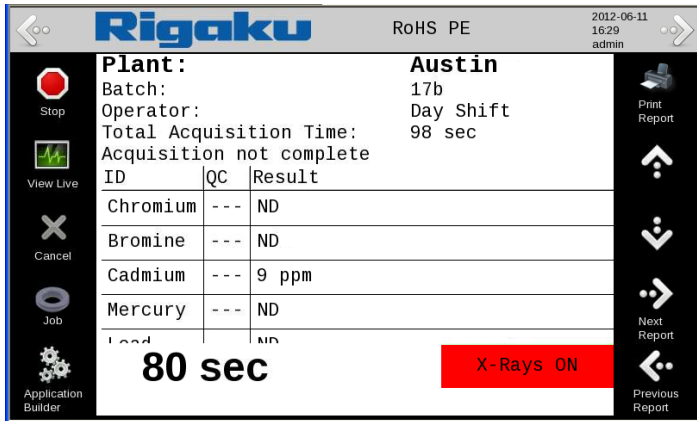 Rigaku
RoHS PE
2012-06-11
16:29
admin
Stop
View Live
Cancel
Job
Application
Builder
Plant: Austin
Batch: 17b
Operator: Day Shift
Total Acquisition Time: 98 sec
Acquisition not complete
ID QC Result
Chromium --- ND
Bromine --- ND
Cadmium --- 9 ppm
Mercury --- ND
Lead ND
80 sec
X-Rays ON
Print
Report
Next
Report
Previous
Report